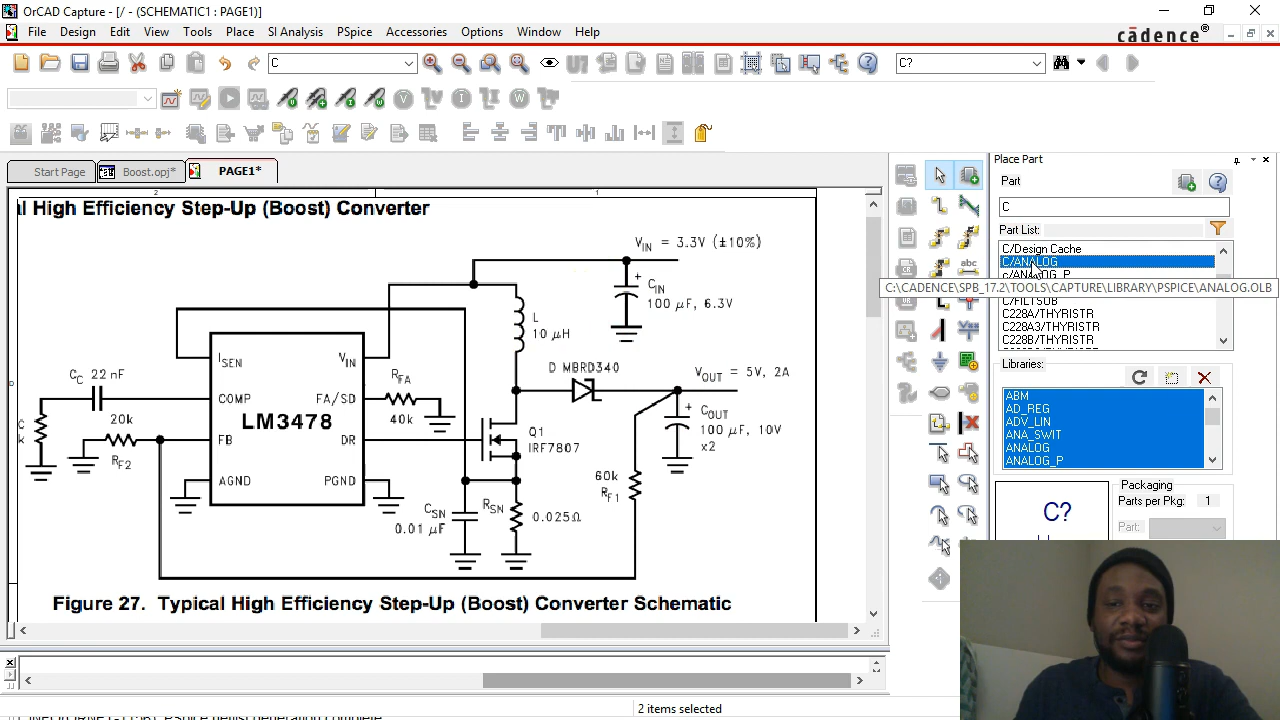 OrCAD Capture - [/ - (SCHEMATIC1 : PAGE1)]
File Design Edit View Tools Place SI Analysis PSpice Accessories Options Window Help
cādence®
C
C?
U?
V I W
Start Page
Boost.opj*
PAGE1*
2 1
l High Efficiency Step-Up (Boost) Converter
VIN = 3.3V (±10%)
+
CIN
100 µF, 6.3V
L
10 µH
ISEN
VIN
CC 22 nF
COMP
FA/SD
RFA
40k
D MBRD340
VOUT = 5V, 2A
+
COUT
100 µF, 10V
x2
C
k
20k
RF2
LM3478
FB
DR
Q1
IRF7807
AGND
PGND
60k
RF1
CSN
0.01 µF
RSN
0.025Ω
Figure 27. Typical High Efficiency Step-Up (Boost) Converter Schematic
abc
Place Part
Part
C
Part List:
C/Design Cache
C/ANALOG
c/ANALOG_P
C:\CADENCE\SPB_17.2\TOOLS\CAPTURE\LIBRARY\PSPICE\ANALOG.OLB
C/FILTSUB
C228A/THYRISTR
C228A3/THYRISTR
C228B/THYRISTR
Libraries:
ABM
AD_REG
ADV_LIN
ANA_SWIT
ANALOG
ANALOG_P
Packaging
Parts per Pkg: 1
Part:
C?
2 items selected